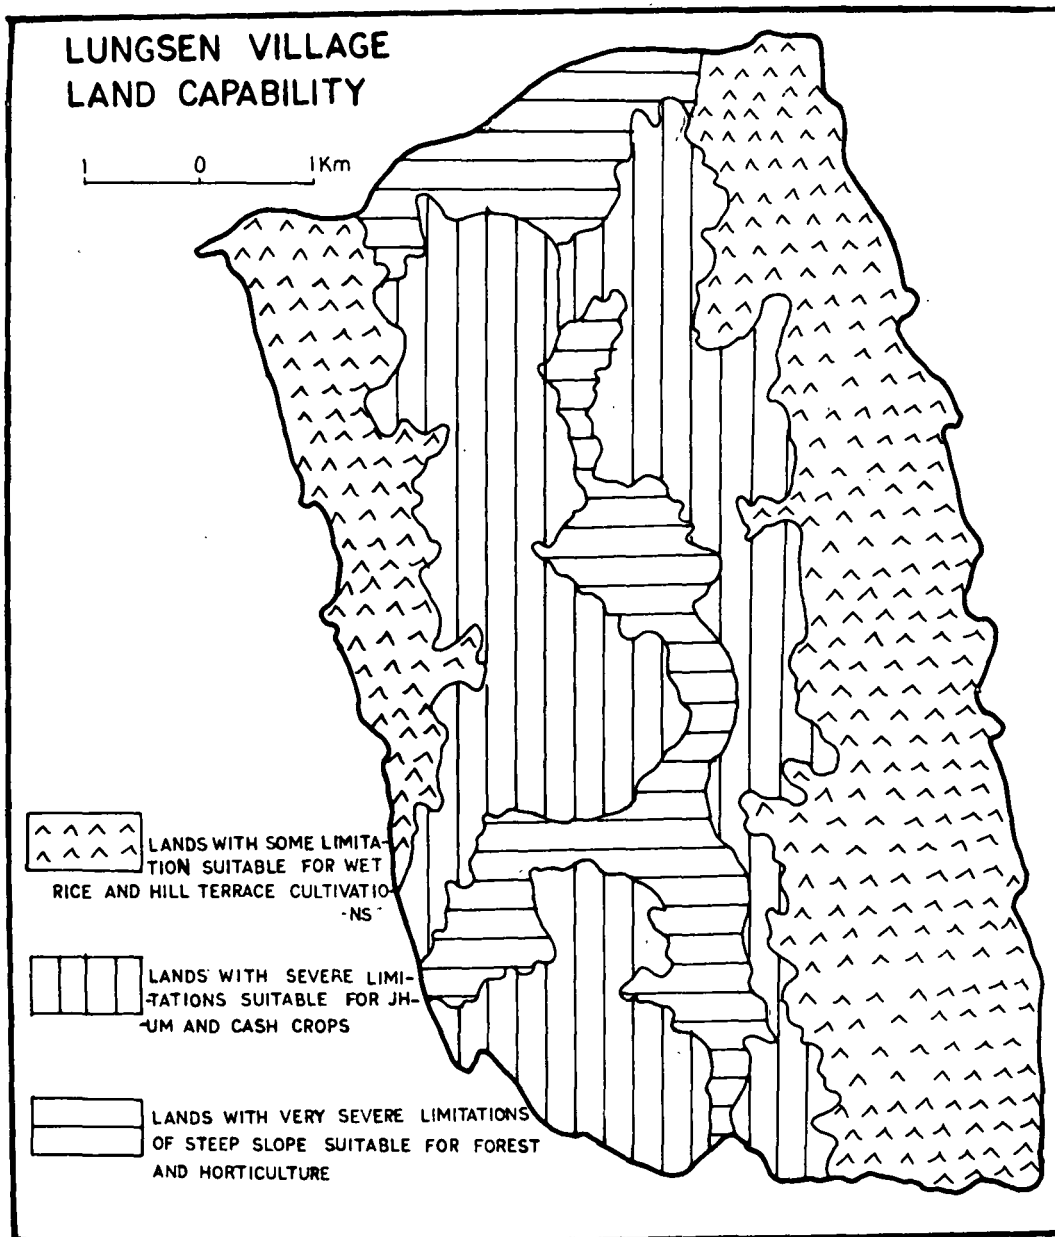 LUNGSEN VILLAGE
LAND CAPABILITY
1 0 1 Km
LANDS WITH SOME LIMITA-
TION SUITABLE FOR WET
RICE AND HILL TERRACE CULTIVATIO-
-NS
LANDS WITH SEVERE LIMI-
-TATIONS SUITABLE FOR JH-
-UM AND CASH CROPS
LANDS WITH VERY SEVERE LIMITATIONS
OF STEEP SLOPE SUITABLE FOR FOREST
AND HORTICULTURE